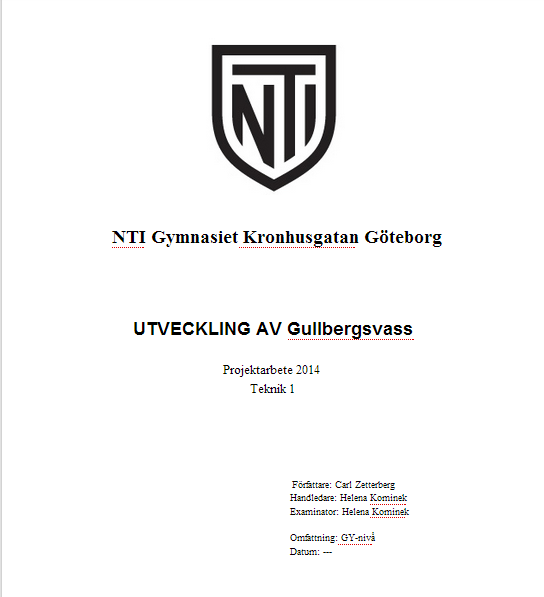 NTI
NTI Gymnasiet Kronhusgatan Göteborg
UTVECKLING AV Gullbergsvass
Projektarbete 2014
Teknik 1
Författare: Carl Zetterberg
Handledare: Helena Kominek
Examinator: Helena Kominek
Omfattning: GY-nivå
Datum: ---